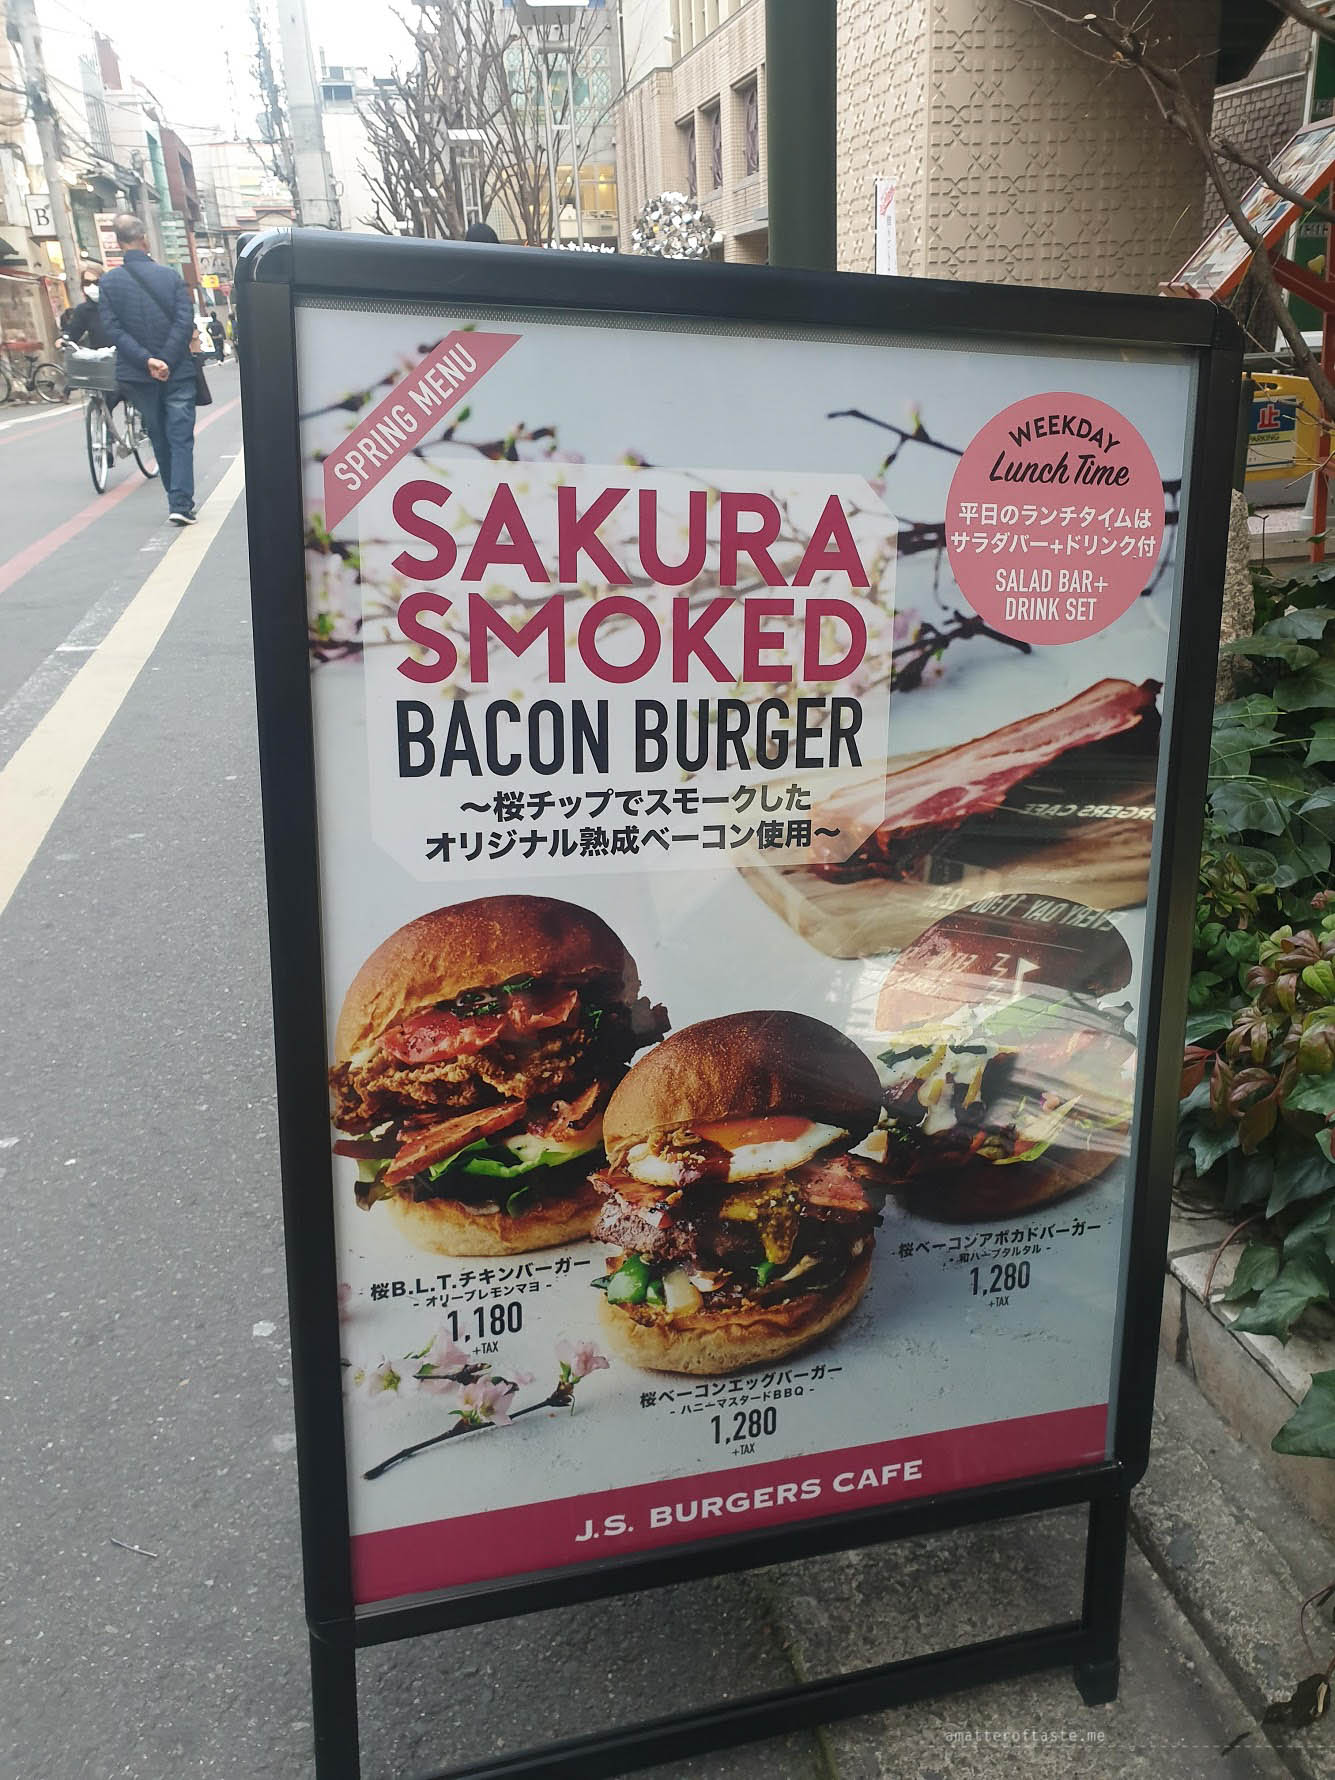 SPRING MENU
SAKURA
SMOKED
BACON BURGER
～桜チップでスモークした
オリジナル熟成ベーコン使用～
WEEKDAY
Lunch Time
平日のランチタイムは
サラダバー+ドリンク付
SALAD BAR+
DRINK SET
桜B.L.T.チキンバーガー
- オリーブレモンマヨ -
1,180
+TAX
桜ベーコンエッグバーガー
- ハニーマスタードBBQ -
1,280
+TAX
桜ベーコンアボカドバーガー
- 和ハーブタルタル -
1,280
+TAX
J.S. BURGERS CAFE
B
止
PARKING
amatteroftaste.me